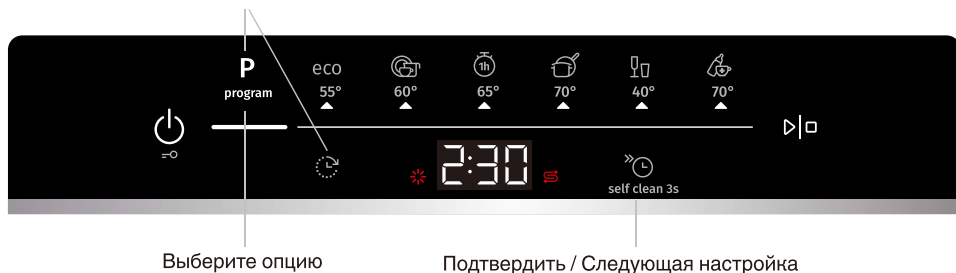 P
program
eco
55°
60°
1h
65°
70°
40°
70°
2:30
self clean 3s
Выберите опцию
Подтвердить / Следующая настройка